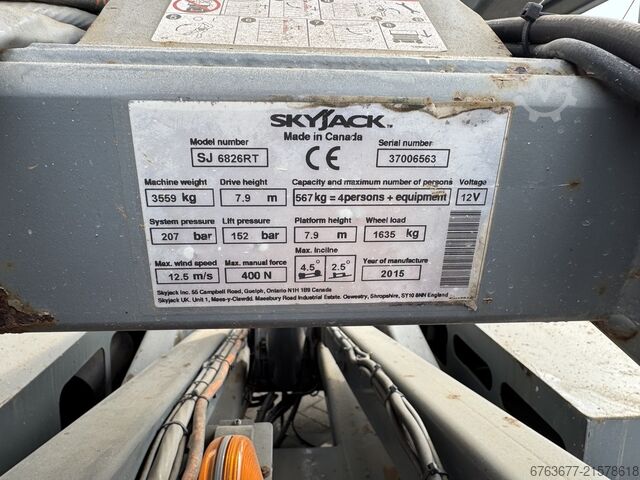 SKYJACK™
Made in Canada
Model number
SJ 6826RT
CE
Serial number
37006563
Machine weight Drive height Capacity and maximum number of persons Voltage
3559 kg 7.9 m 567 kg = 4persons + equipment 12V
System pressure Lift pressure Platform height Wheel load
207 bar 152 bar 7.9 m 1635 kg
Max. wind speed Max. manual force Max. incline Year of manufacture
12.5 m/s 400 N 4.5° 2.5° 2015
Skyjack Inc. 55 Campbell Road, Guelph, Ontario N1H 1B9 Canada
Skyjack UK. Unit 1, Maes-y-Clawdd. Maesbury Road Industrial Estate. Oswestry, Shropshire, SY10 8NN England
6763677-21578618